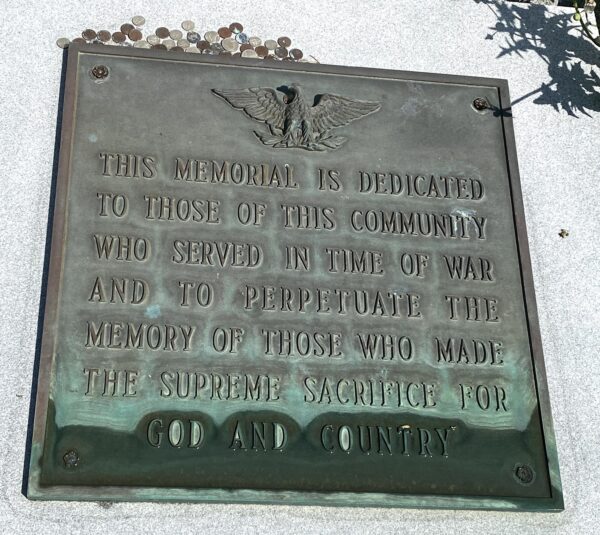 THIS MEMORIAL IS DEDICATED
TO THOSE OF THIS COMMUNITY
WHO SERVED IN TIME OF WAR
AND TO PERPETUATE THE
MEMORY OF THOSE WHO MADE
THE SUPREME SACRIFICE FOR
GOD AND COUNTRY